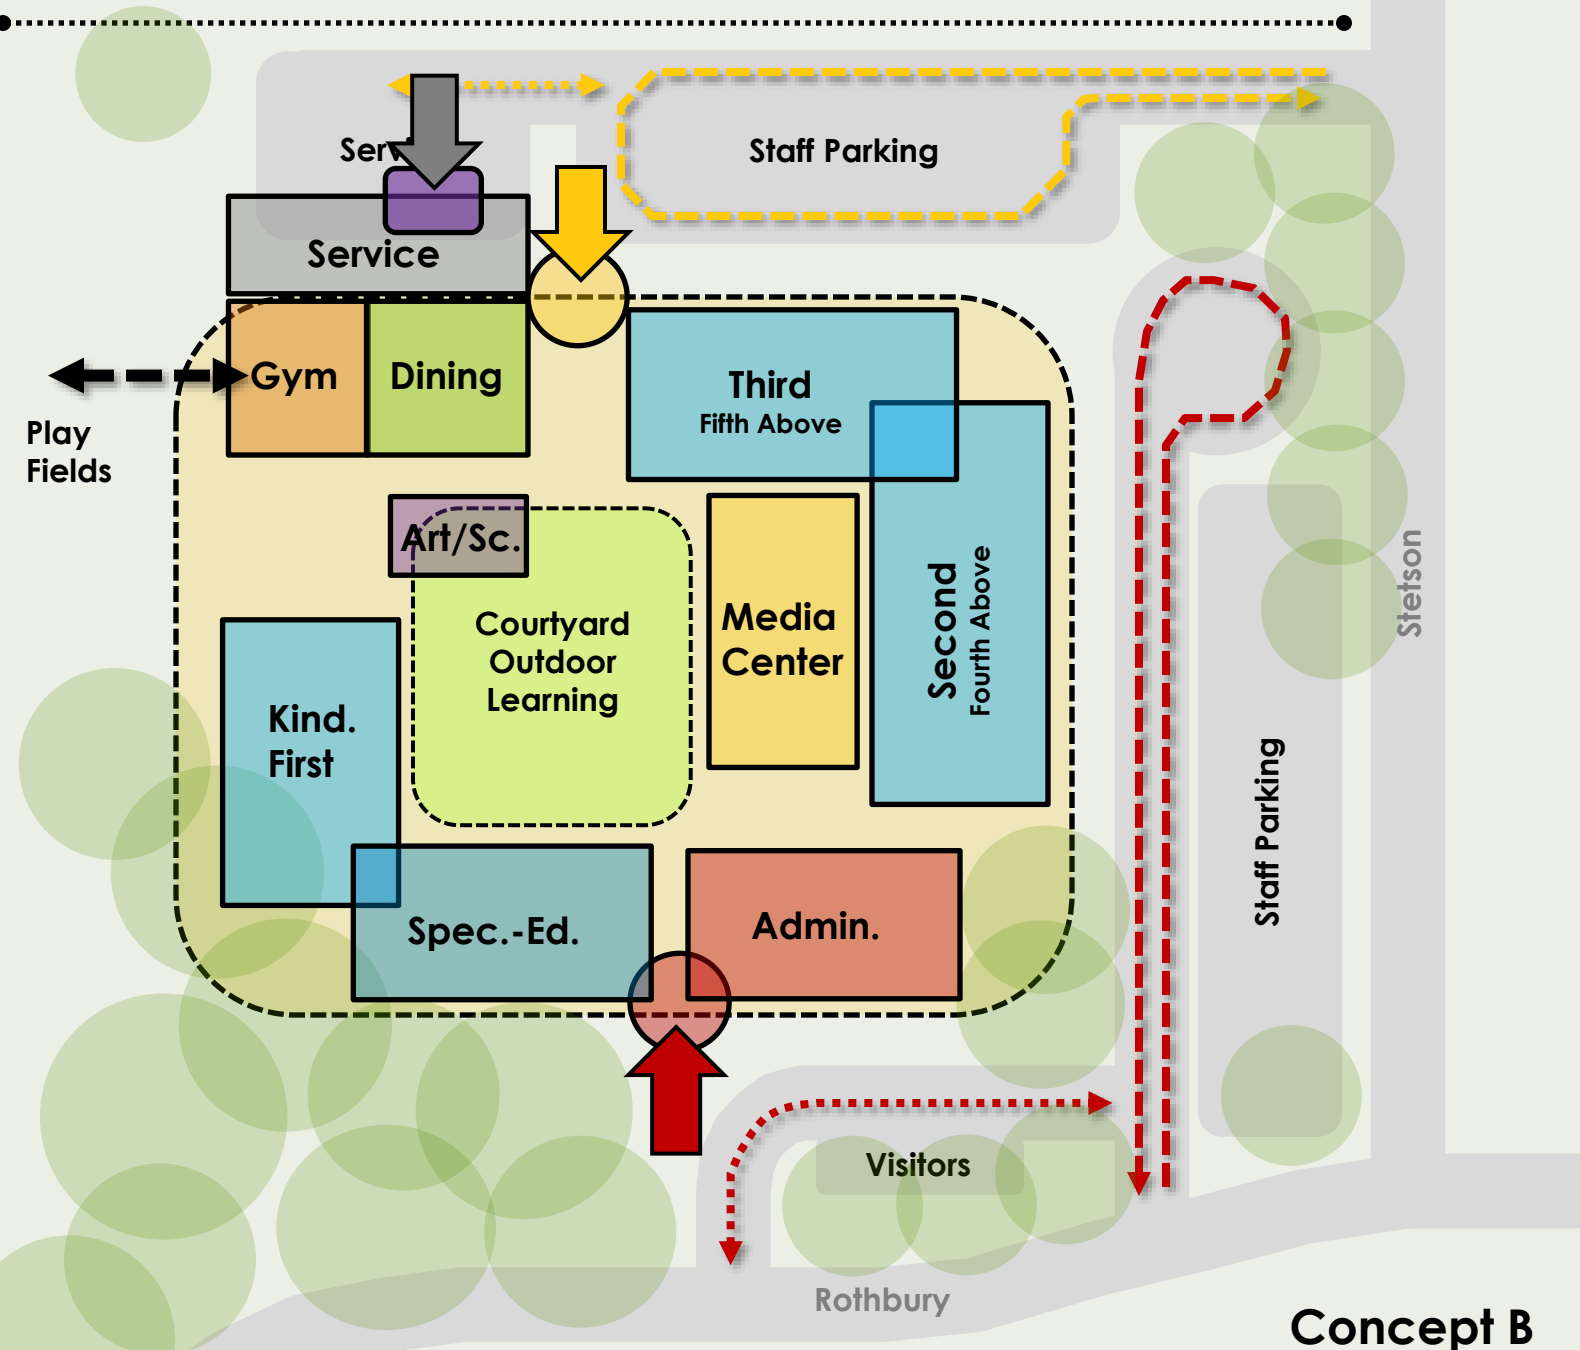 Staff Parking
Service
Gym
Dining
Third
Fifth Above
Play
Fields
Art/Sc.
Courtyard
Outdoor
Learning
Media
Center
Second
Fourth Above
Stetson
Kind.
First
Staff Parking
Spec.-Ed.
Admin.
Visitors
Rothbury
Concept B